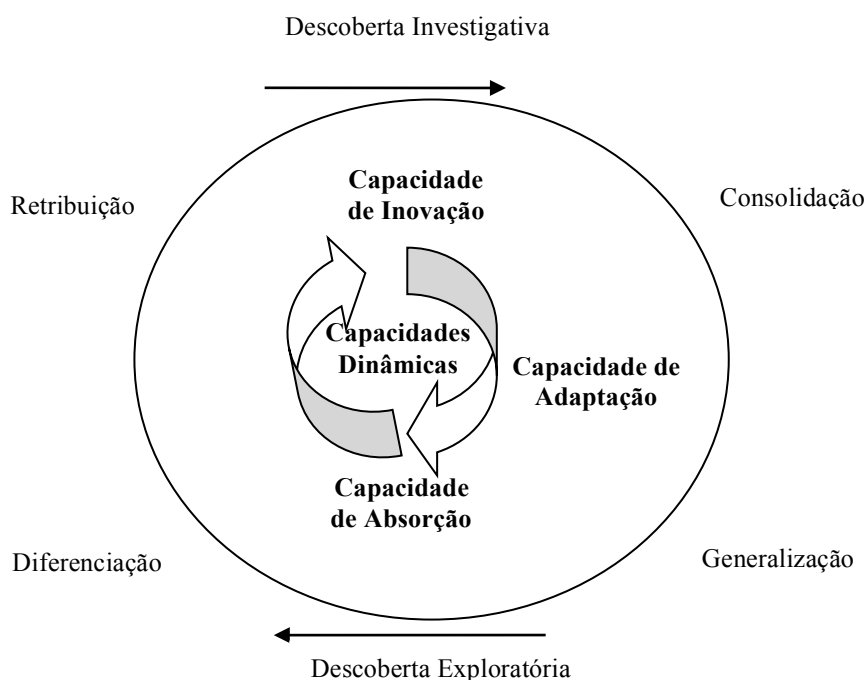 Descoberta Investigativa
Retribuição
Consolidação
Capacidade
de Inovação
Capacidades
Dinâmicas
Capacidade de
Adaptação
Capacidade
de Absorção
Diferenciação
Generalização
Descoberta Exploratória